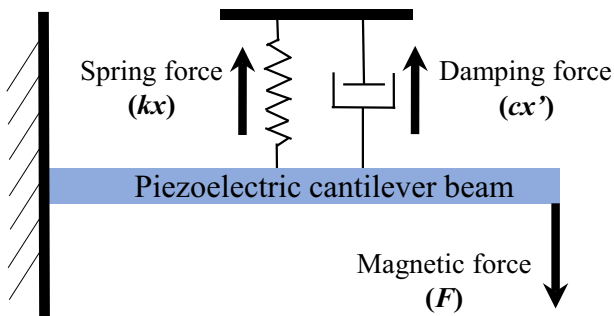 Spring force
(kx)
Damping force
(cx’)
Piezoelectric cantilever beam
Magnetic force
(F)